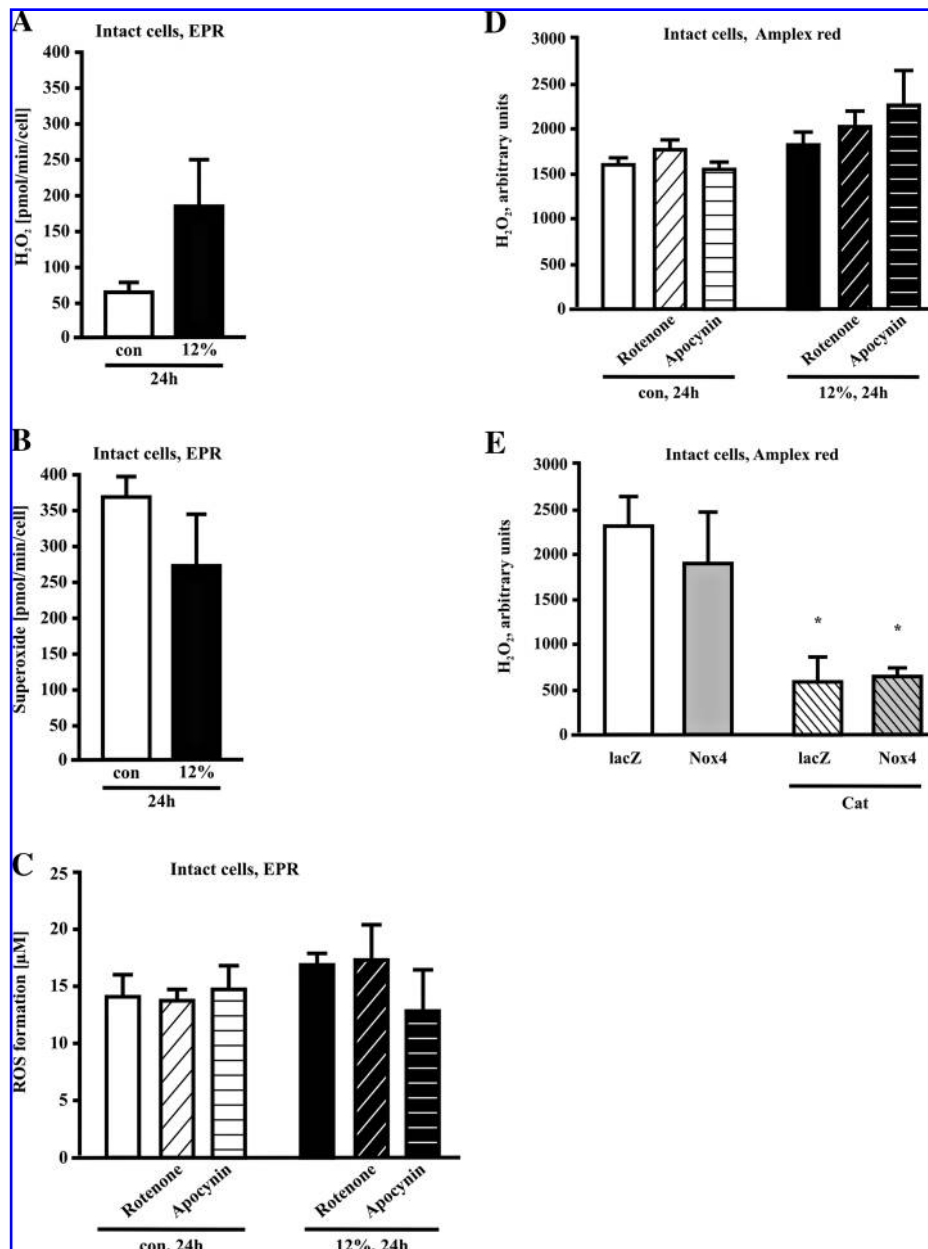 A
Intact cells, EPR
H₂O₂ [pmol/min/cell]
400
350
300
250
200
150
100
50
0
con 12%
24h
B
Intact cells, EPR
Superoxide [pmol/min/cell]
400
350
300
250
200
150
100
50
0
con 12%
24h
C
Intact cells, EPR
ROS formation [µM]
25
20
15
10
5
0
Rotenone Apocynin Rotenone Apocynin
con, 24h 12%, 24h
D
Intact cells, Amplex red
H₂O₂, arbitrary units
3000
2500
2000
1500
1000
500
0
Rotenone Apocynin Rotenone Apocynin
con, 24h 12%, 24h
E
Intact cells, Amplex red
H₂O₂, arbitrary units
3000
2500
2000
1500
1000
500
0
* *
lacZ Nox4 lacZ Nox4
Cat